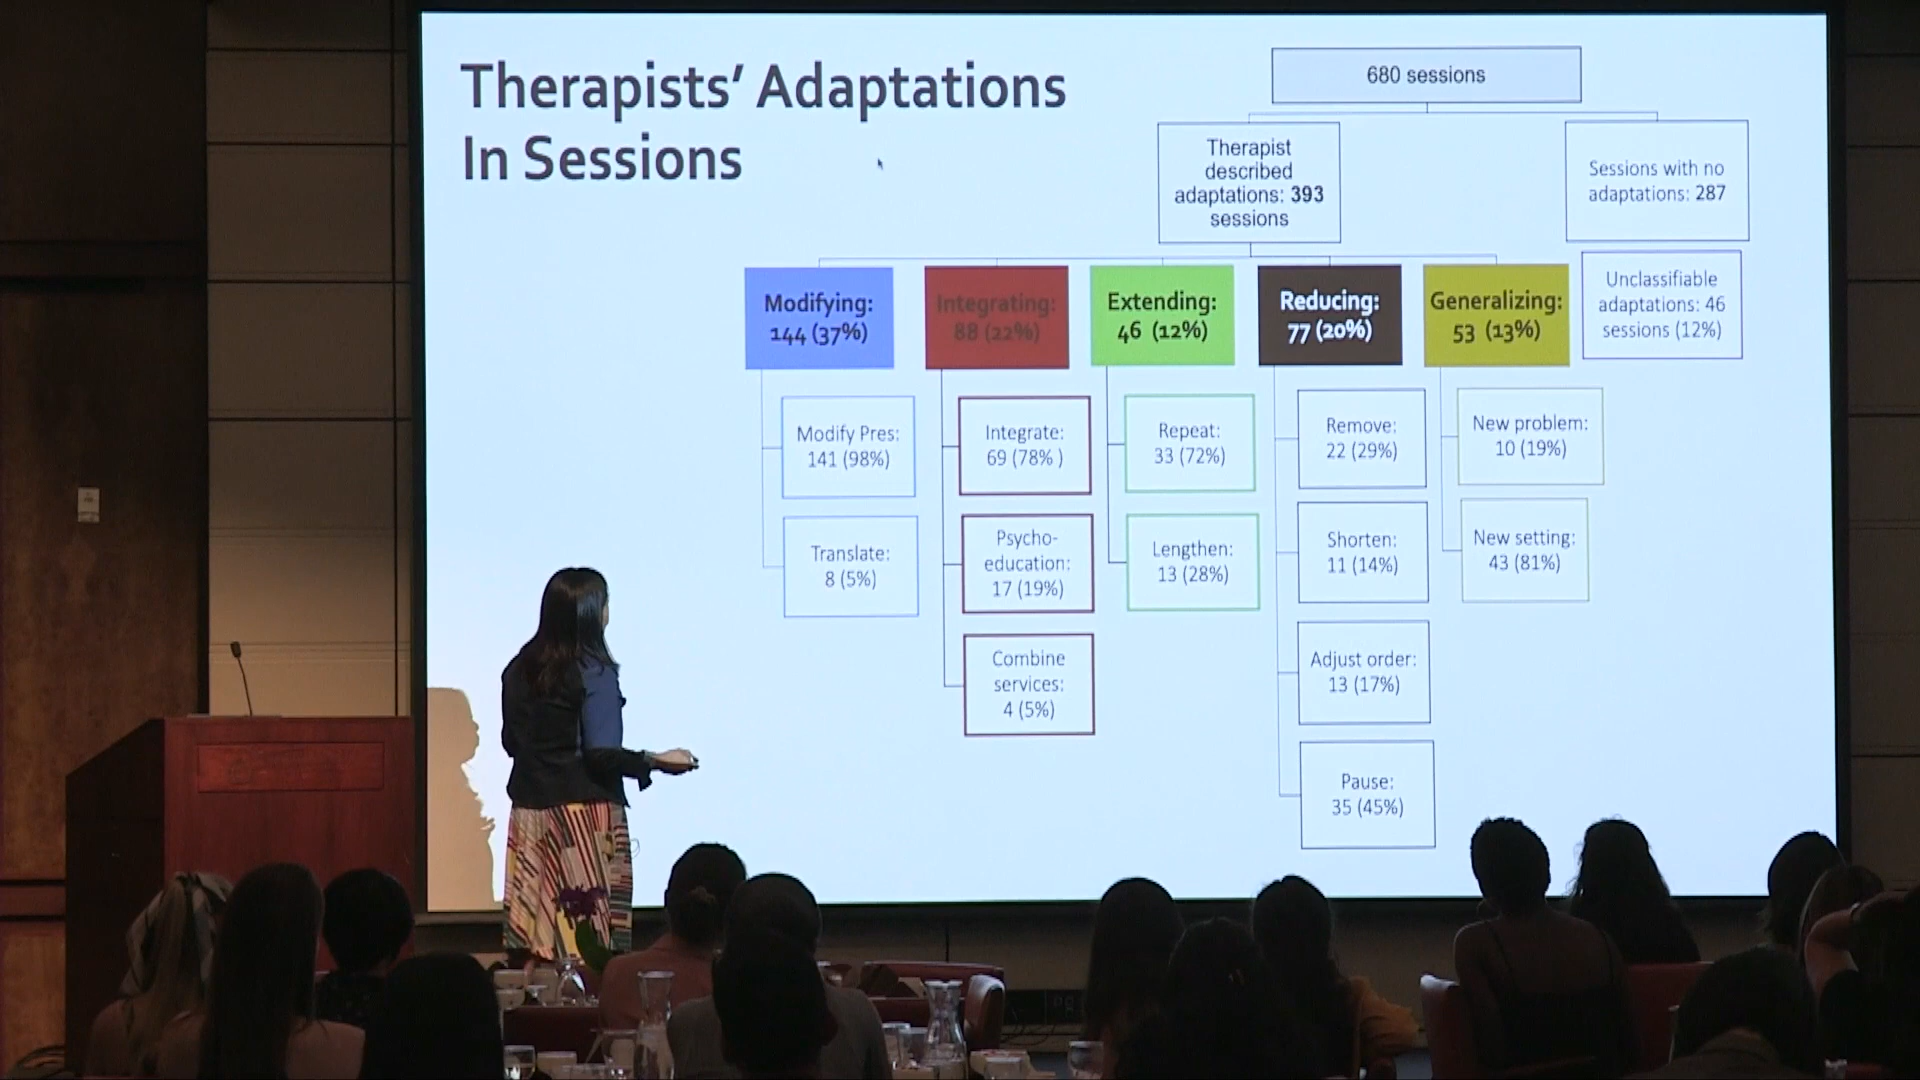 Therapists’ Adaptations
In Sessions
680 sessions
Therapist
described
adaptations: 393
sessions
Sessions with no
adaptations: 287
Modifying:
144 (37%)
Integrating:
88 (22%)
Extending:
46 (12%)
Reducing:
77 (20%)
Generalizing:
53 (13%)
Unclassifiable
adaptations: 46
sessions (12%)
Modify Pres:
141 (98%)
Translate:
8 (5%)
Integrate:
69 (78% )
Psycho-
education:
17 (19%)
Combine
services:
4 (5%)
Repeat:
33 (72%)
Lengthen:
13 (28%)
Remove:
22 (29%)
Shorten:
11 (14%)
Adjust order:
13 (17%)
Pause:
35 (45%)
New problem:
10 (19%)
New setting:
43 (81%)